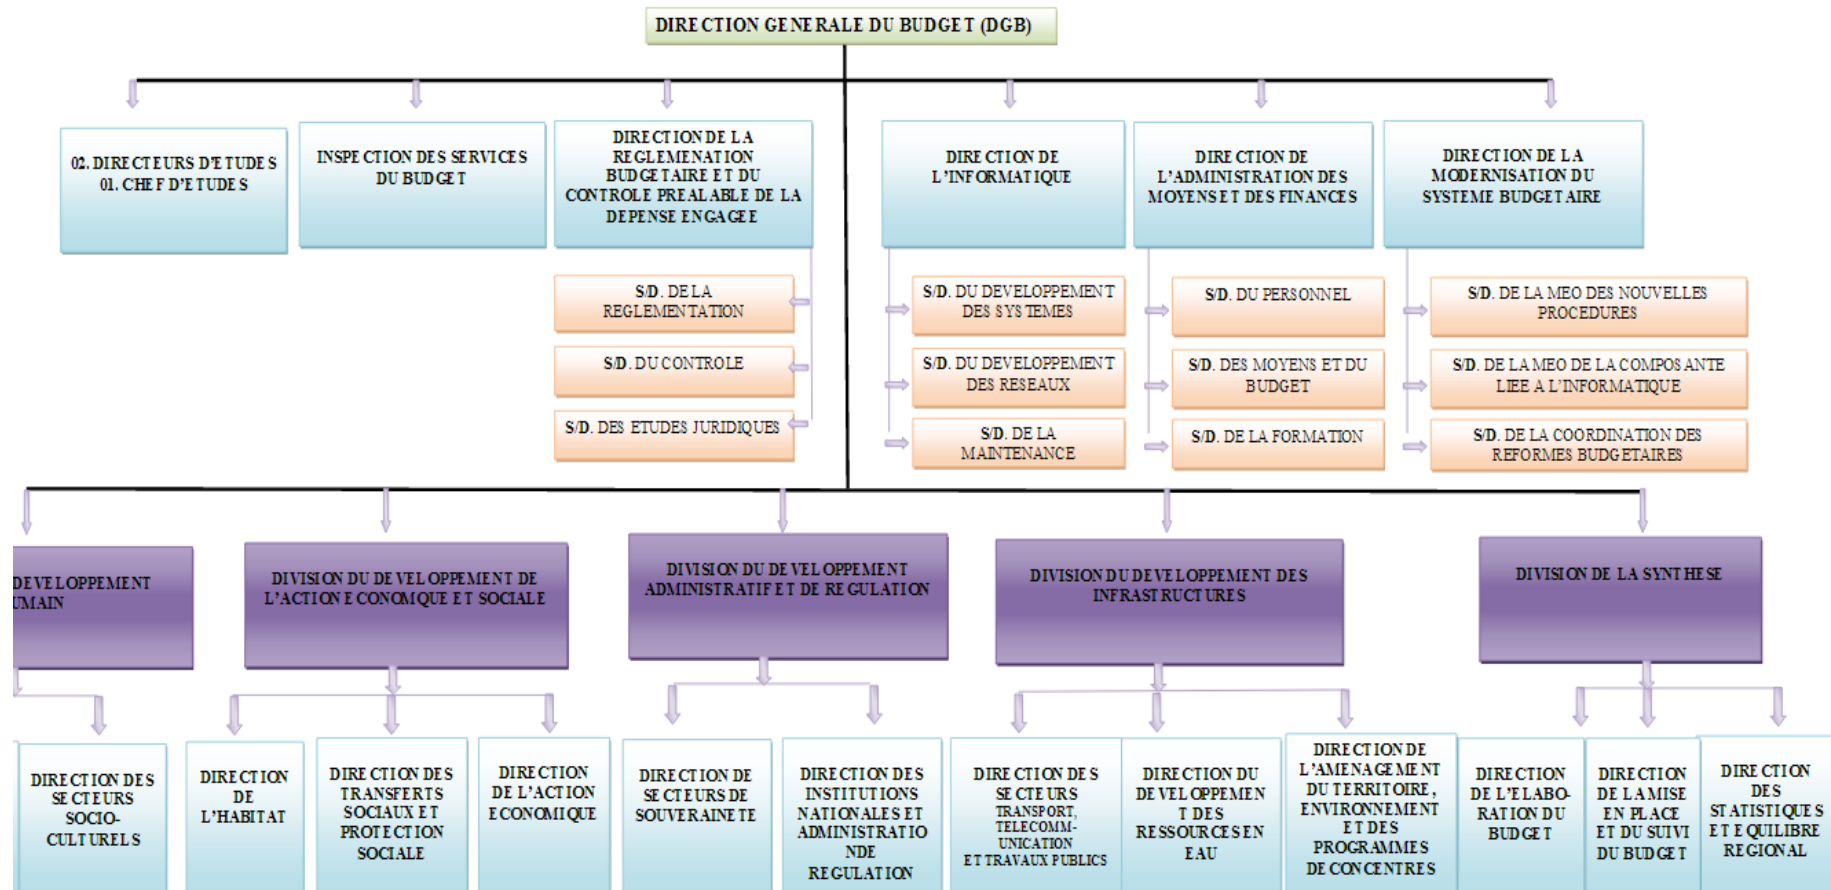 DIRECTION GENERALE DU BUDGET (DGB)
02. DIRECTEURS D'ETUDES
01. CHEF D'ETUDES
INSPECTION DES SERVICES
DU BUDGET
DIRECTION DE LA
REGLEMENATION
BUDGETAIRE ET DU
CONTROLE PREALABLE DE LA
DEPENSE ENGAGEE
DIRECTION DE
L'INFORMATIQUE
DIRECTION DE
L'ADMINISTRATION DES
MOYENS ET DES FINANCES
DIRECTION DE LA
MODERNISATION DU
SYSTEME BUDGETAIRE
S/D. DE LA
REGLEMENTATION
S/D. DU CONTROLE
S/D. DES ETUDES JURIDIQUES
S/D. DU DEVELOPPEMENT
DES SYSTEMES
S/D. DU DEVELOPPEMENT
DES RESEAUX
S/D. DE LA
MAINTENANCE
S/D. DU PERSONNEL
S/D. DES MOYENS ET DU
BUDGET
S/D. DE LA FORMATION
S/D. DE LA MEO DES NOUVELLES
PROCEDURES
S/D. DE LA MEO DE LA COMPOSANTE
LIEE A L'INFORMATIQUE
S/D. DE LA COORDINATION DES
REFORMES BUDGETAIRES
DEVELOPPEMENT
UMAIN
DIVISION DU DEVELOPPEMENT DE
L'ACTION ECONOMQUE ET SOCIALE
DIVISION DU DEVELOPPEMENT
ADMINISTRATIF ET DE REGULATION
DIVISION DU DEVELOPPEMENT DES
INFRASTRUCTURES
DIVISION DE LA SYNTHESE
DIRECTION DES
SECTEURS
SOCIO-
CULTURELS
DIRECTION
DE
L'HABITAT
DIRECTION DES
TRANSFERTS
SOCIAUX ET
PROTECTION
SOCIALE
DIRECTION
DE L'ACTION
ECONOMIQUE
DIRECTION DE
SECTEURS DE
SOUVERAINETE
DIRECTION DES
INSTITUTIONS
NATIONALES ET
ADMINISTRATIO
NDE
REGULATION
DIRECTION DES
SECTEURS
TRANSPORT,
TELECOMM-
UNICATION
ET TRAVAUX PUBLICS
DIRECTION DU
DEVELOPPEMEN
T DES
RESSOURCES EN
EAU
DIRECTION DE
L'AMENAGEMENT
DU TERRITOIRE,
ENVIRONNEMENT
ET DES
PROGRAMMES
DE CONCENTRES
DIRECTION
DE L'ELABO-
RATION DU
BUDGET
DIRECTION
DE LA MISE
EN PLACE
ET DU SUIVI
DU BUDGET
DIRECTION
DES
STATISTIQUES
ET EQUILIBRE
REGIONAL